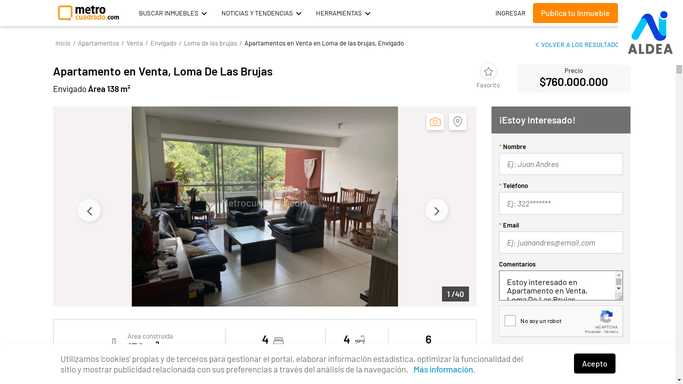 metro
cuadrado.com
BUSCAR INMUEBLES
NOTICIAS Y TENDENCIAS
HERRAMIENTAS
INGRESAR
Publica tu Inmueble
ALDEA
Inicio / Apartamentos / Venta / Envigado / Loma de las brujas / Apartamentos en Venta en Loma de las brujas, Envigado
VOLVER A LOS RESULTADO
Apartamento en Venta, Loma De Las Brujas
Envigado Área 138 m²
Favorito
Precio
$760.000.000
1 /40
¡Estoy Interesado!
* Nombre
Ej: Juan Andres
* Teléfono
Ej: 322*******
* Email
Ej: juanandres@email.com
Comentarios
Estoy interesado en
Apartamento en Venta,
Loma De Las Brujas
No soy un robot
reCAPTCHA
Privacidad - Términos
Área construida
4
4
6
Utilizamos 'cookies' propias y de terceros para gestionar el portal, elaborar información estadística, optimizar la funcionalidad del
sitio y mostrar publicidad relacionada con sus preferencias a través del análisis de la navegación. Más información.
Acepto